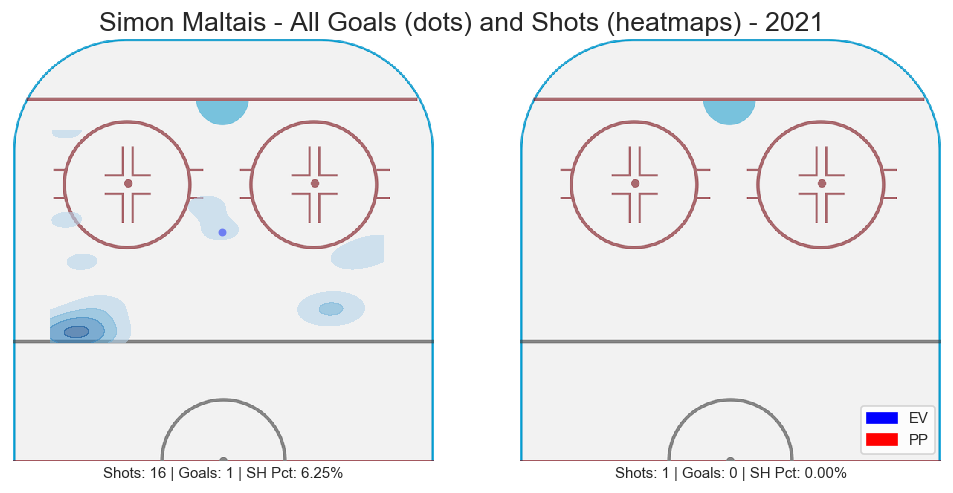 Simon Maltais - All Goals (dots) and Shots (heatmaps) - 2021
EV
PP
Shots: 16 | Goals: 1 | SH Pct: 6.25%
Shots: 1 | Goals: 0 | SH Pct: 0.00%